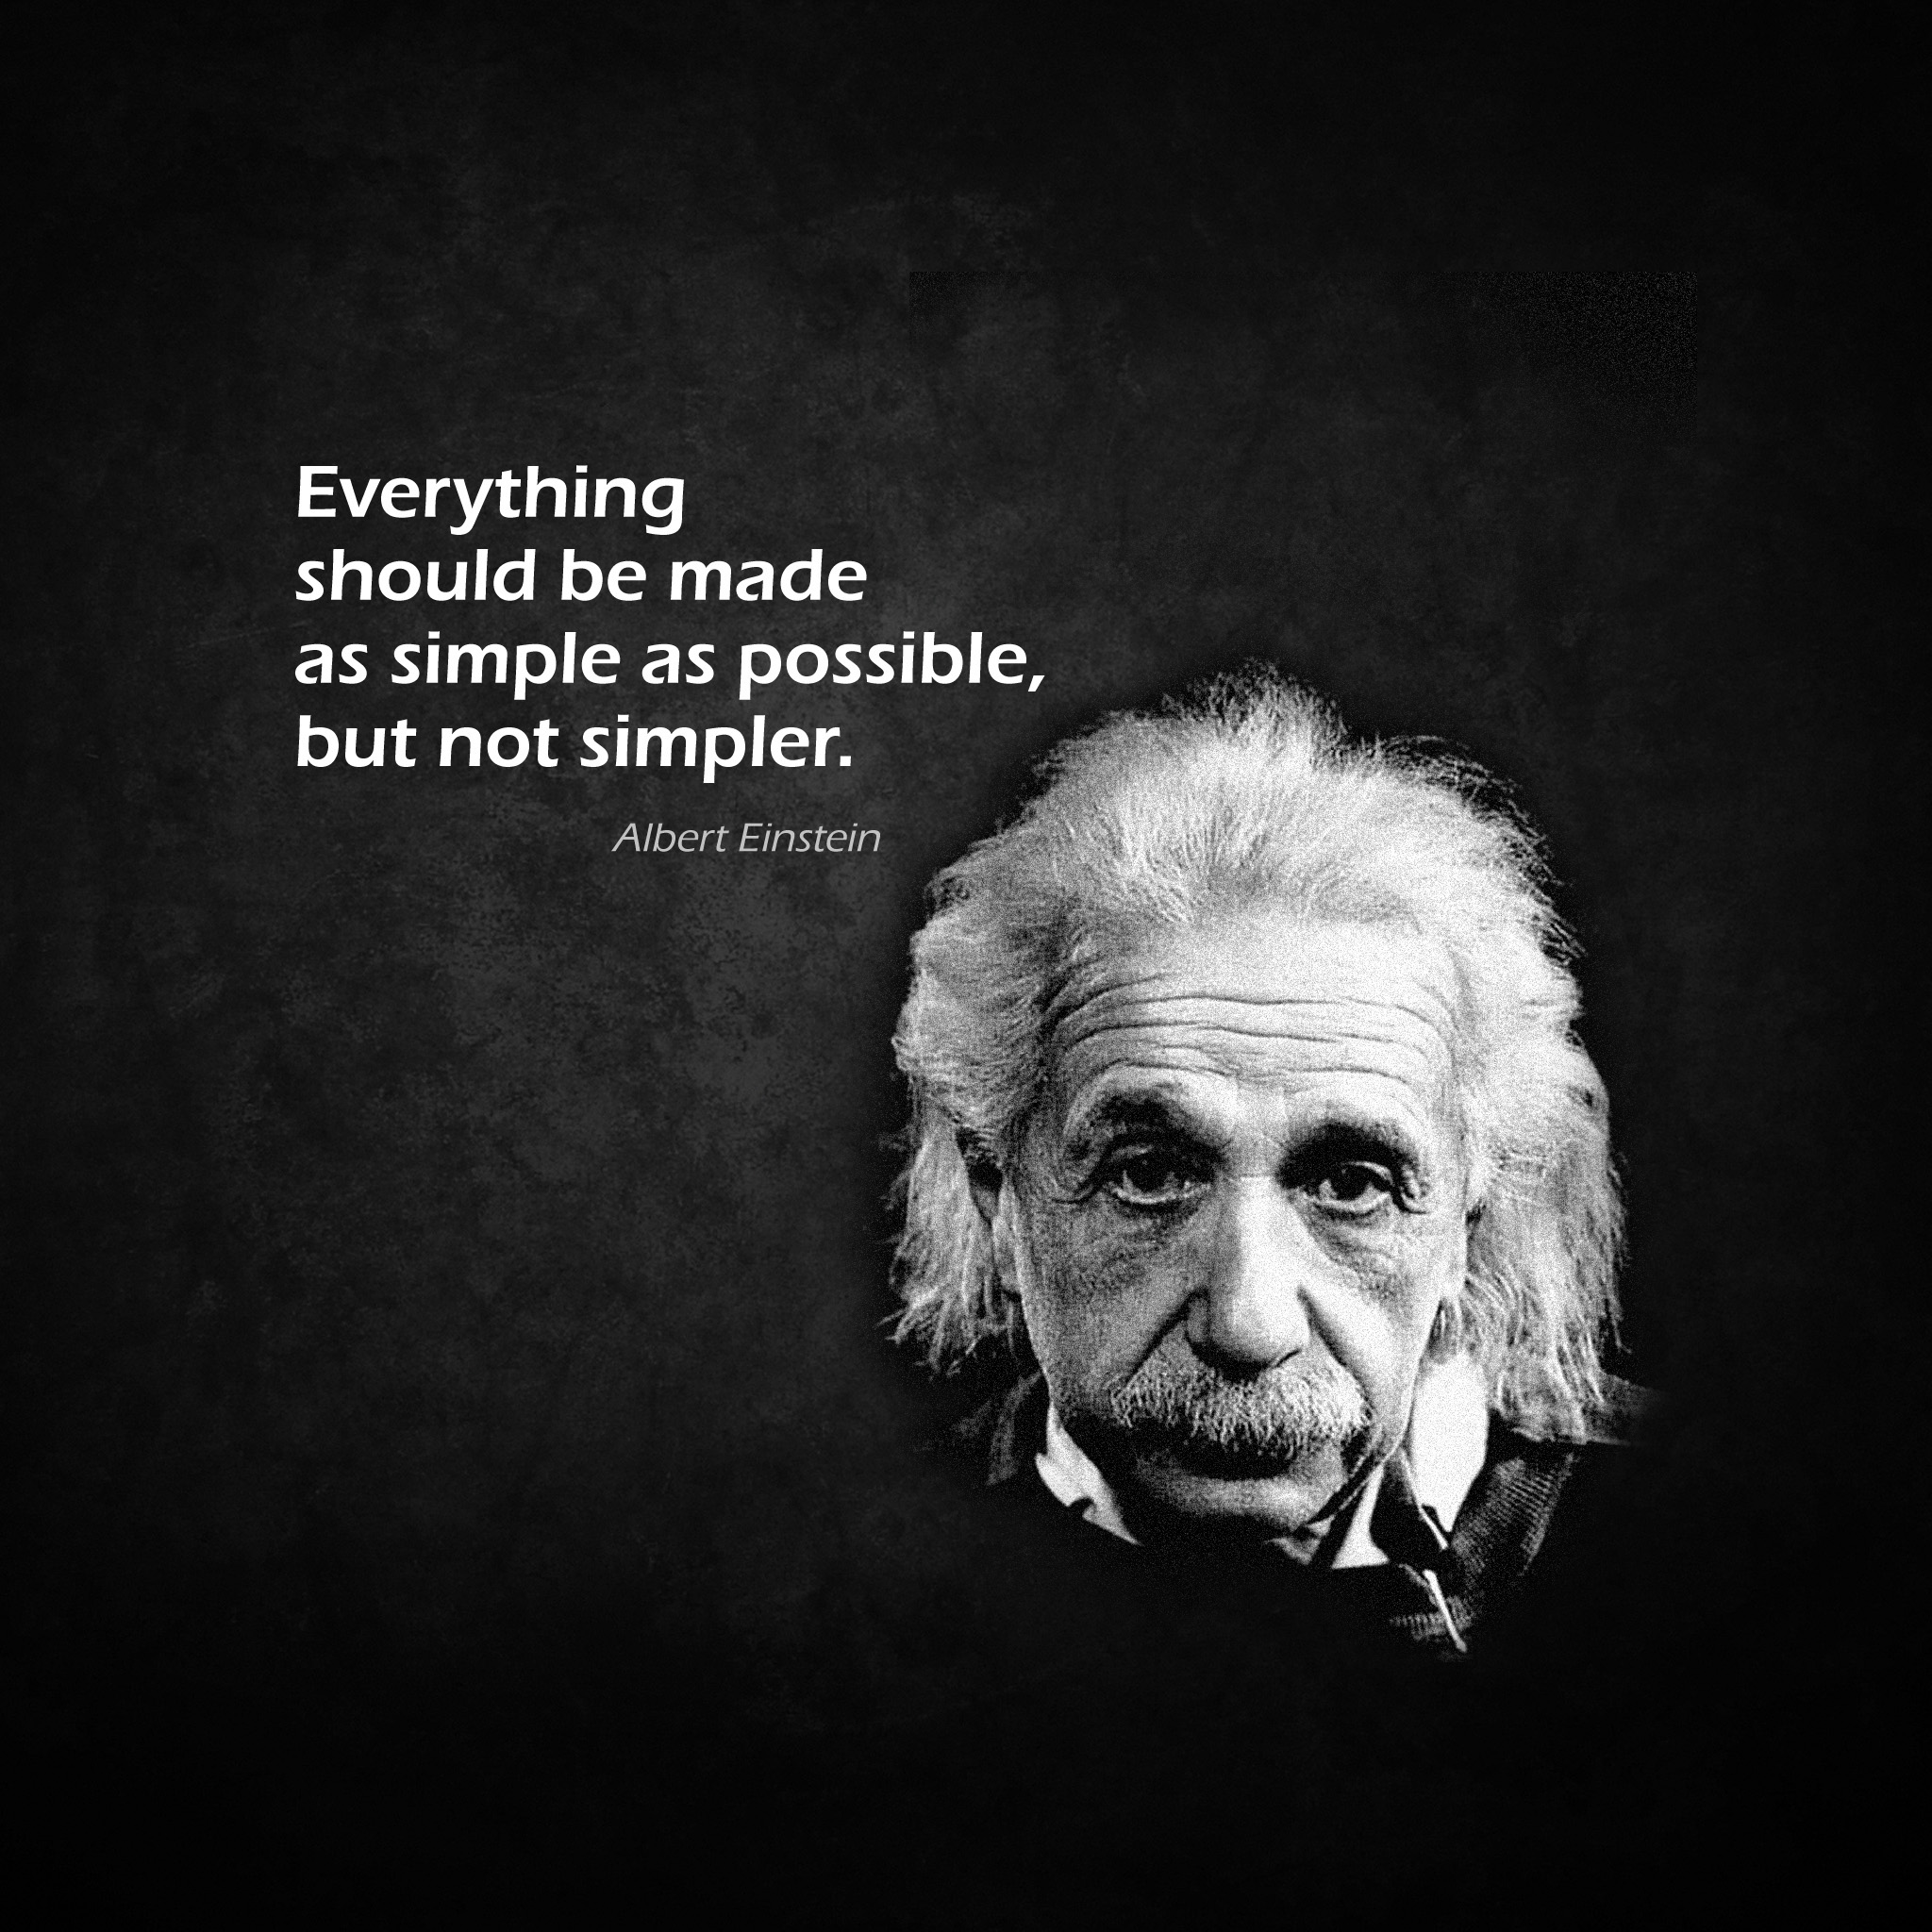 Everything
should be made
as simple as possible,
but not simpler.
Albert Einstein